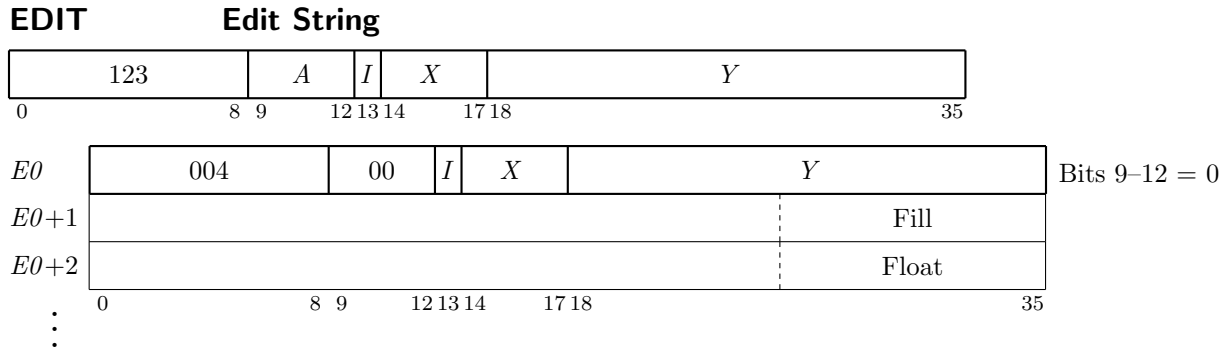 EDIT Edit String
123 A I X Y
0 8 9 12 13 14 17 18 35
E0 004 00 I X Y Bits 9–12 = 0
E0+1 Fill
E0+2 Float
0 8 9 12 13 14 17 18 35